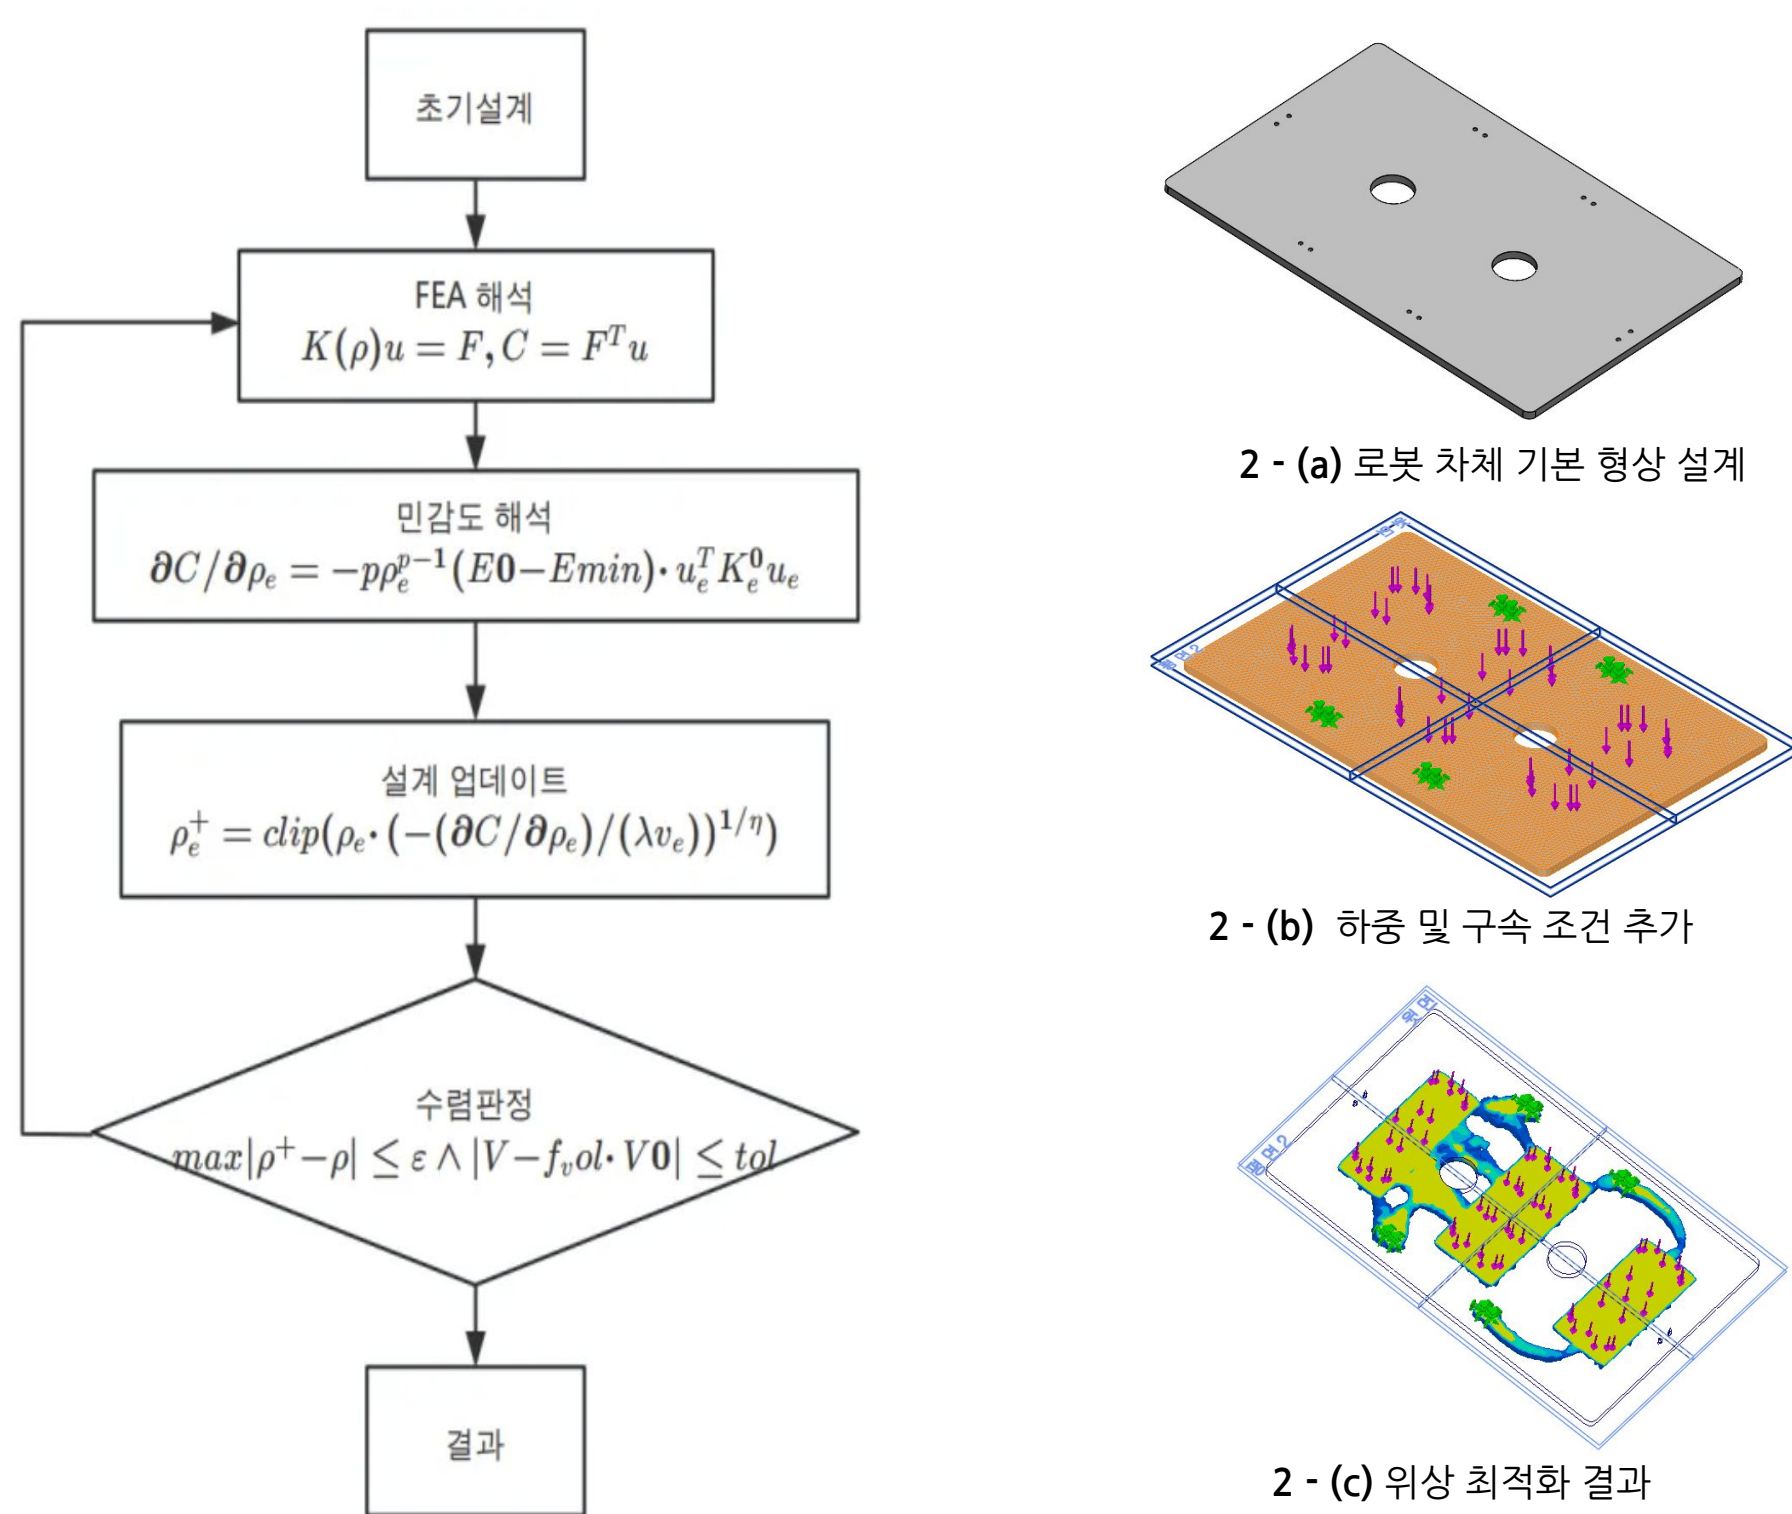 초기설계
FEA 해석
K(ρ)u = F, C = F^T u
민감도 해석
∂C/∂ρ_e = −pρ_e^{p−1}(E0−Emin)· u_e^T K_e^0 u_e
설계 업데이트
ρ_e^+ = clip(ρ_e· (−(∂C/∂ρ_e)/(λv_e))^{1/η})
수렴판정
max|ρ^+−ρ| ≤ ε ∧ |V−f_vol· V0| ≤ tol
결과
2 - (a) 로봇 차체 기본 형상 설계
2 - (b) 하중 및 구속 조건 추가
평면2
2 - (c) 위상 최적화 결과